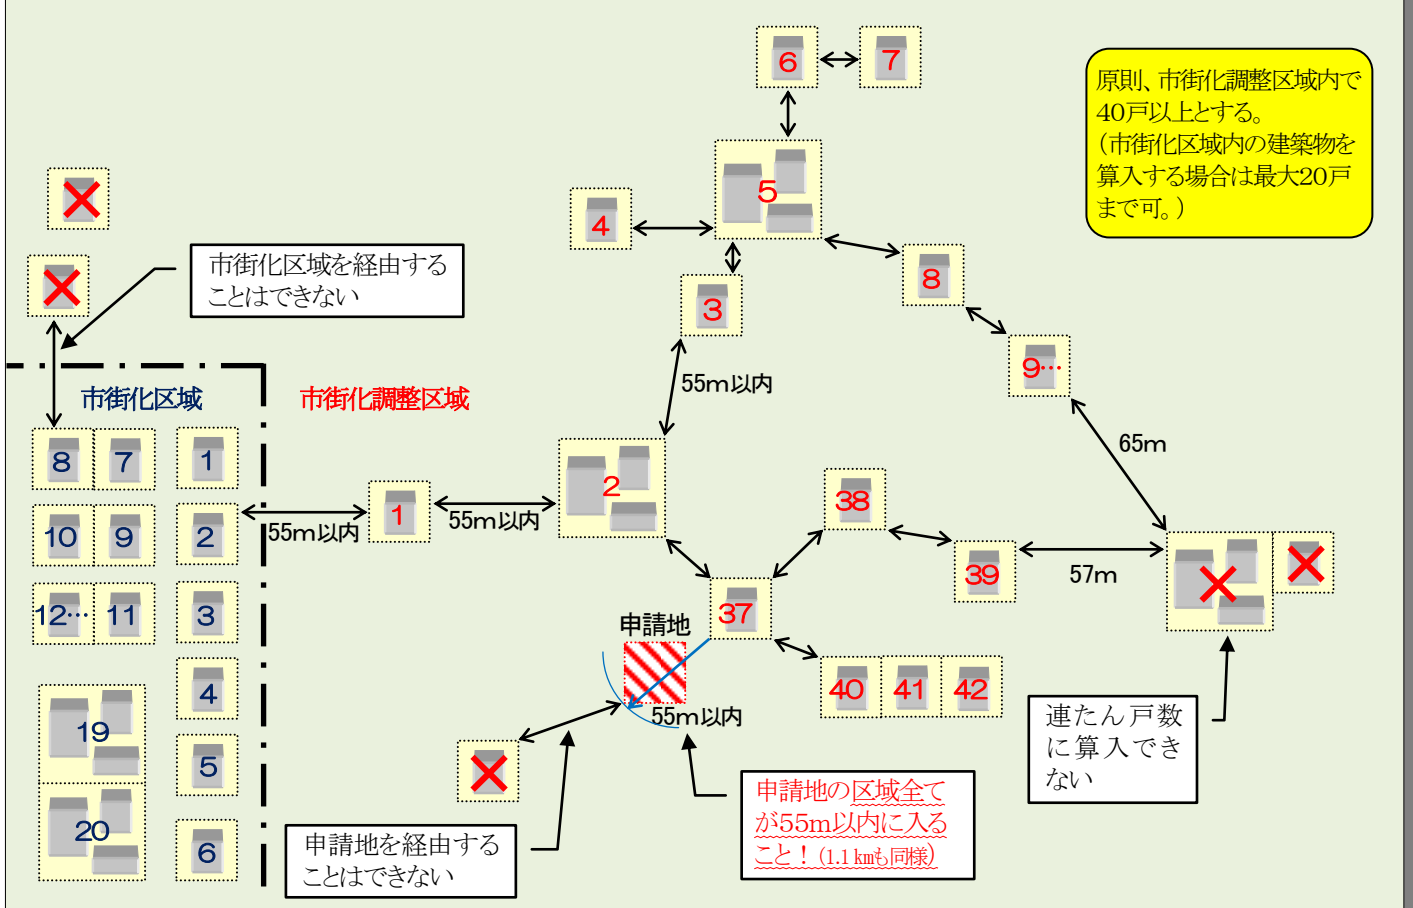 6
7
原則、市街化調整区域内で
40戸以上とする。
(市街化区域内の建築物を
算入する場合は最大20戸
まで可。)
5
4
市街化区域を経由する
ことはできない
8
3
9…
55m以内
市街化区域
市街化調整区域
65m
8
7
1
2
38
1
55m以内
55m以内
10
9
2
39
57m
12…
11
3
37
申請地
4
40
41
42
55m以内
連たん戸数
に算入でき
ない
19
5
申請地の区域全て
が55m以内に入る
こと!(1.1㎞も同様)
20
6
申請地を経由する
ことはできない